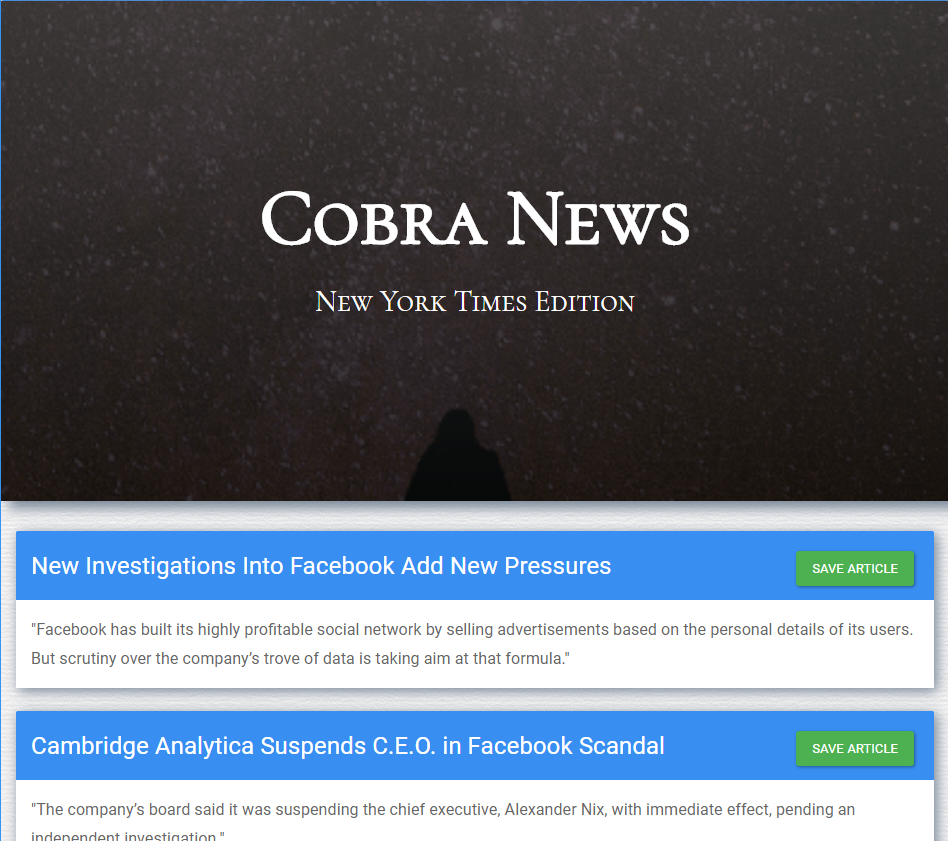 Cobra News
New York Times Edition
New Investigations Into Facebook Add New Pressures
SAVE ARTICLE
"Facebook has built its highly profitable social network by selling advertisements based on the personal details of its users.
But scrutiny over the company’s trove of data is taking aim at that formula."
Cambridge Analytica Suspends C.E.O. in Facebook Scandal
SAVE ARTICLE
"The company’s board said it was suspending the chief executive, Alexander Nix, with immediate effect, pending an
independent investigation."